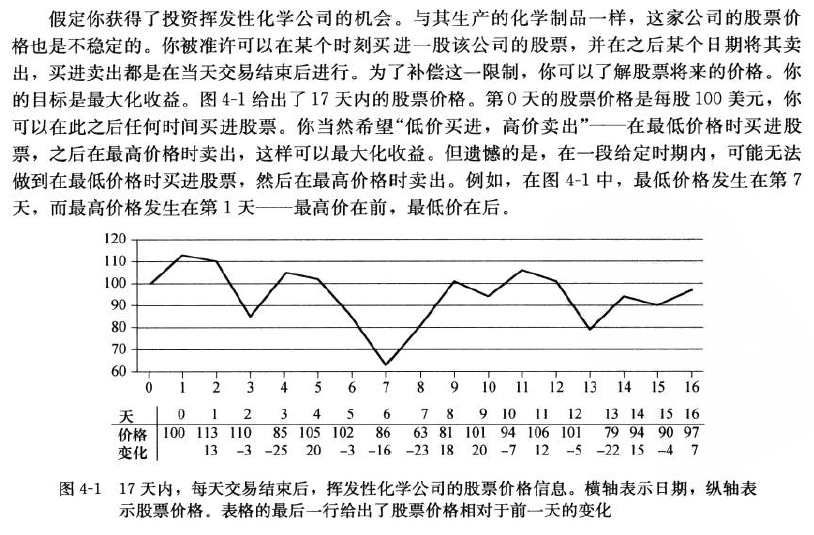 假定你获得了投资挥发性化学公司的机会。与其生产的化学制品一样，这家公司的股票价
格也是不稳定的。你被准许可以在某个时刻买进一股该公司的股票，并在之后某个日期将其卖
出，买进卖出都是在当天交易结束后进行。为了补偿这一限制，你可以了解股票将来的价格。你
的目标是最大化收益。图 4-1 给出了 17 天内的股票价格。第 0 天的股票价格是每股 100 美元，你
可以在此之后任何时间买进股票。你当然希望“低价买进，高价卖出”——在最低价格时买进股
票，之后在最高价格时卖出，这样可以最大化收益。但遗憾的是，在一段给定时期内，可能无法
做到在最低价格时买进股票，然后在最高价格时卖出。例如，在图 4-1 中，最低价格发生在第 7
天，而最高价格发生在第 1 天——最高价在前，最低价在后。
120
110
100
90
80
70
60
0 1 2 3 4 5 6 7 8 9 10 11 12 13 14 15 16
天 0 1 2 3 4 5 6 7 8 9 10 11 12 13 14 15 16
价格 100 113 110 85 105 102 86 63 81 101 94 106 101 79 94 90 97
变化 13 -3 -25 20 -3 -16 -23 18 20 -7 12 -5 -22 15 -4 7
图 4-1 17 天内，每天交易结束后，挥发性化学公司的股票价格信息。横轴表示日期，纵轴表
示股票价格。表格的最后一行给出了股票价格相对于前一天的变化